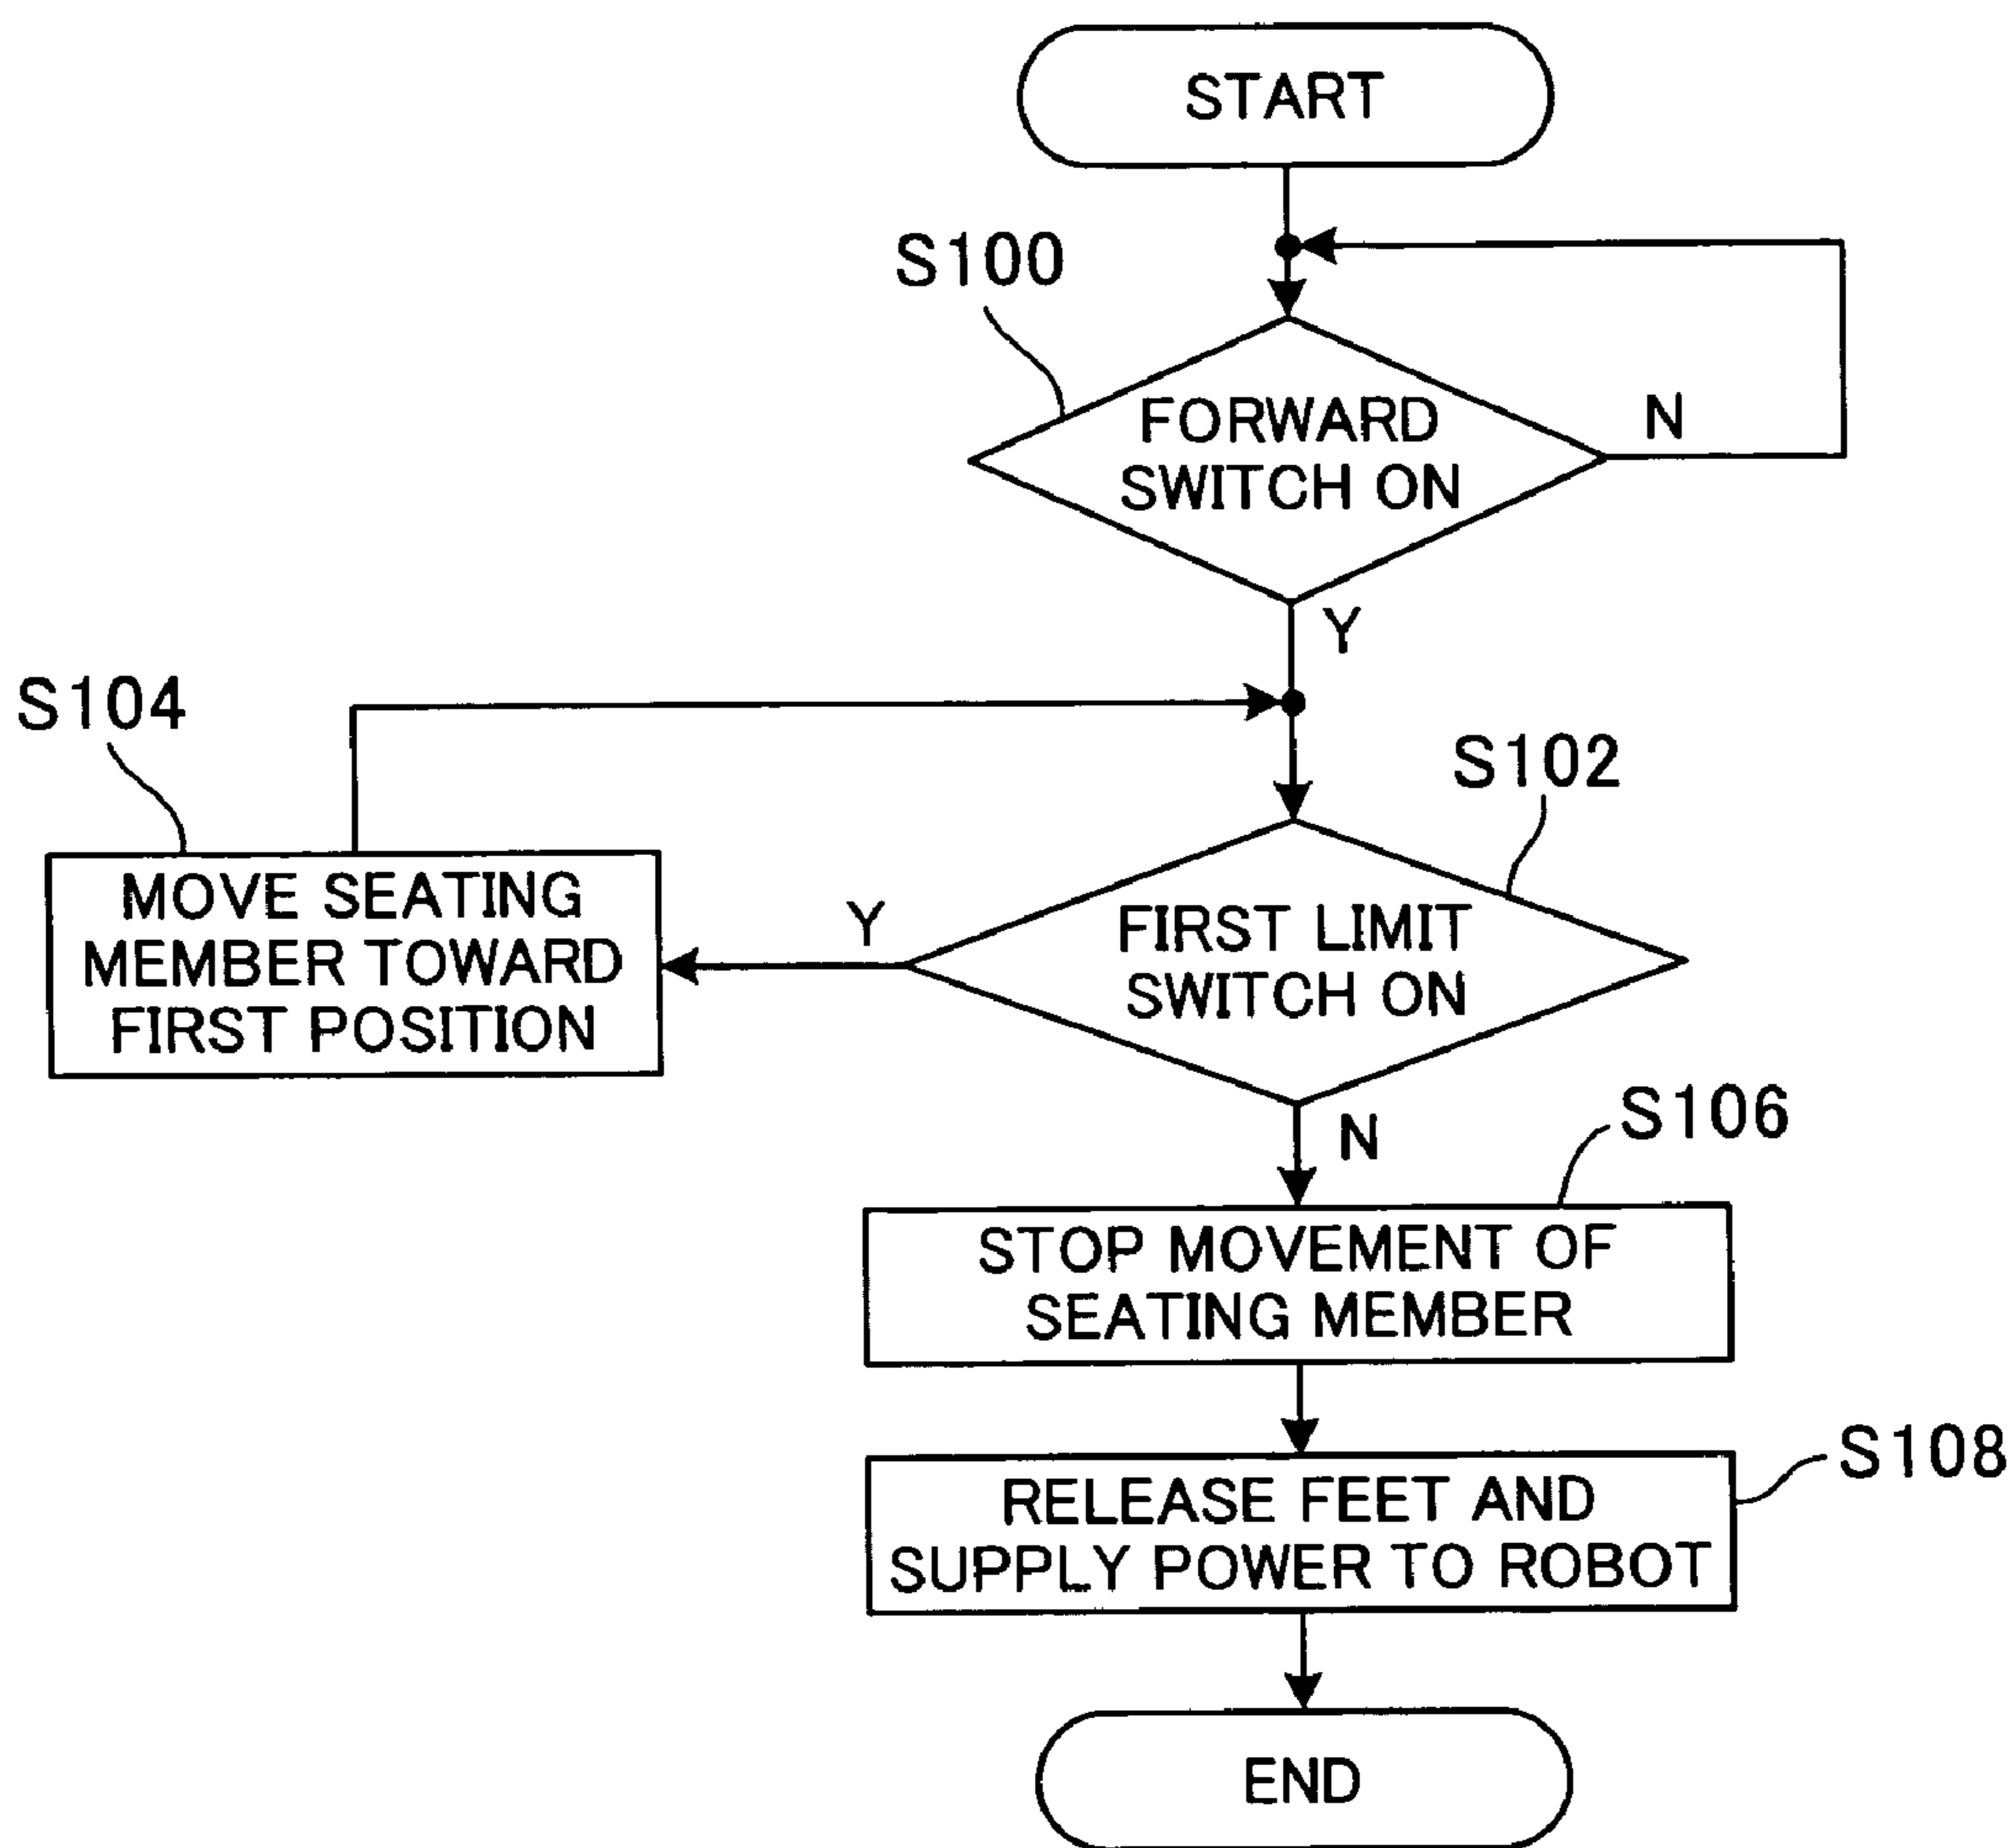 START
S100
FORWARD
SWITCH ON
N
Y
S104
S102
MOVE SEATING
MEMBER TOWARD
FIRST POSITION
Y
FIRST LIMIT
SWITCH ON
N
S106
STOP MOVEMENT OF
SEATING MEMBER
S108
RELEASE FEET AND
SUPPLY POWER TO ROBOT
END